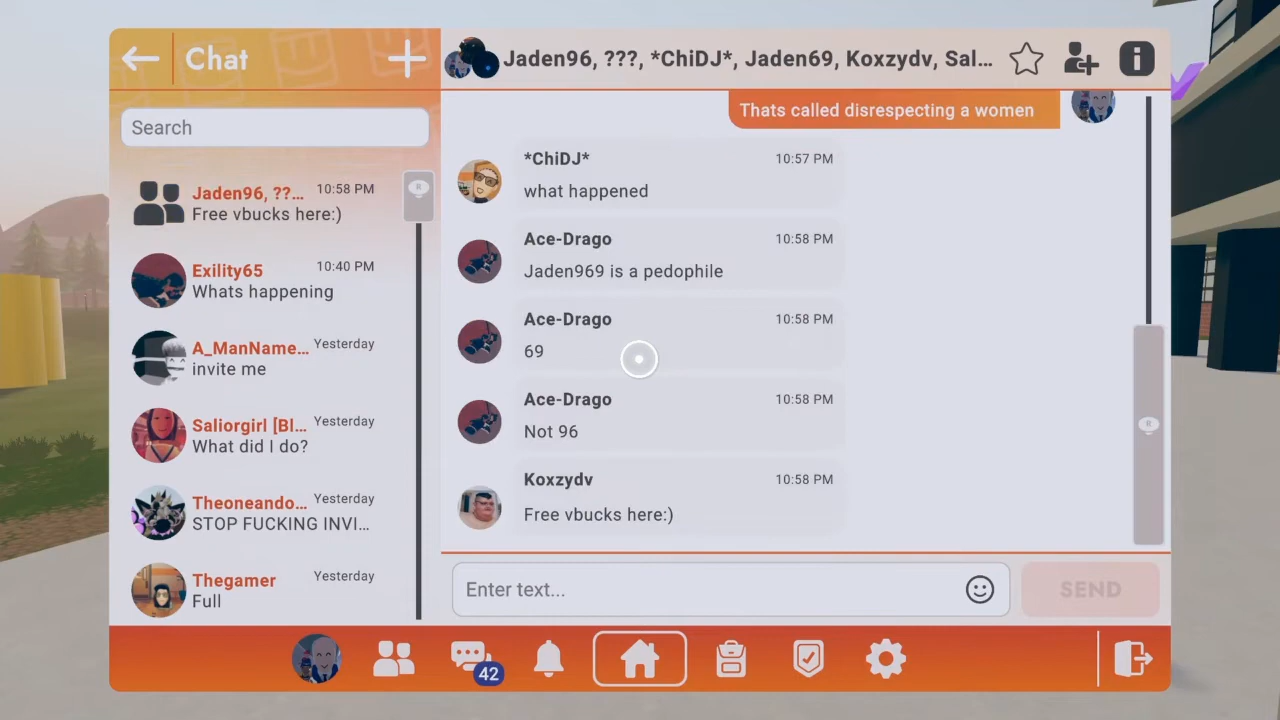 Chat
Search
Jaden96, ??...
10:58 PM
Free vbucks here:)
Exility65
10:40 PM
Whats happening
A_ManName...
Yesterday
invite me
Saliorgirl [Bl...
Yesterday
What did I do?
Theoneando...
Yesterday
STOP FUCKING INVI...
Thegamer
Yesterday
Full
Jaden96, ???, *ChiDJ*, Jaden69, Koxzydv, Sal...
Thats called disrespecting a women
*ChiDJ*
10:57 PM
what happened
Ace-Drago
10:58 PM
Jaden969 is a pedophile
Ace-Drago
10:58 PM
69
Ace-Drago
10:58 PM
Not 96
Koxzydv
10:58 PM
Free vbucks here:)
Enter text...
SEND
42